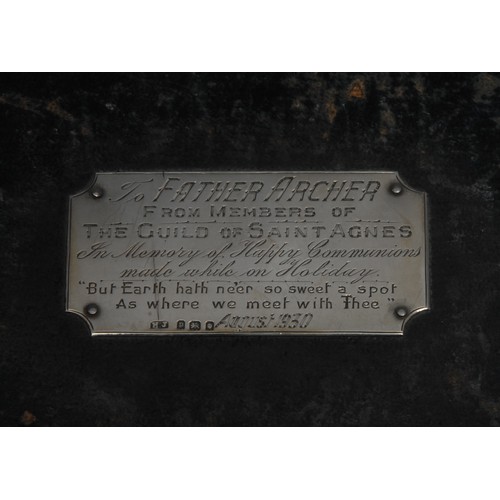 To FATHER ARCHER
FROM MEMBERS OF
THE GUILD OF SAINT AGNES
In Memory of Happy Communions
made while on Holiday.
"But Earth hath ne'er so sweet a spot
As where we meet with Thee"
AUGUST 1930